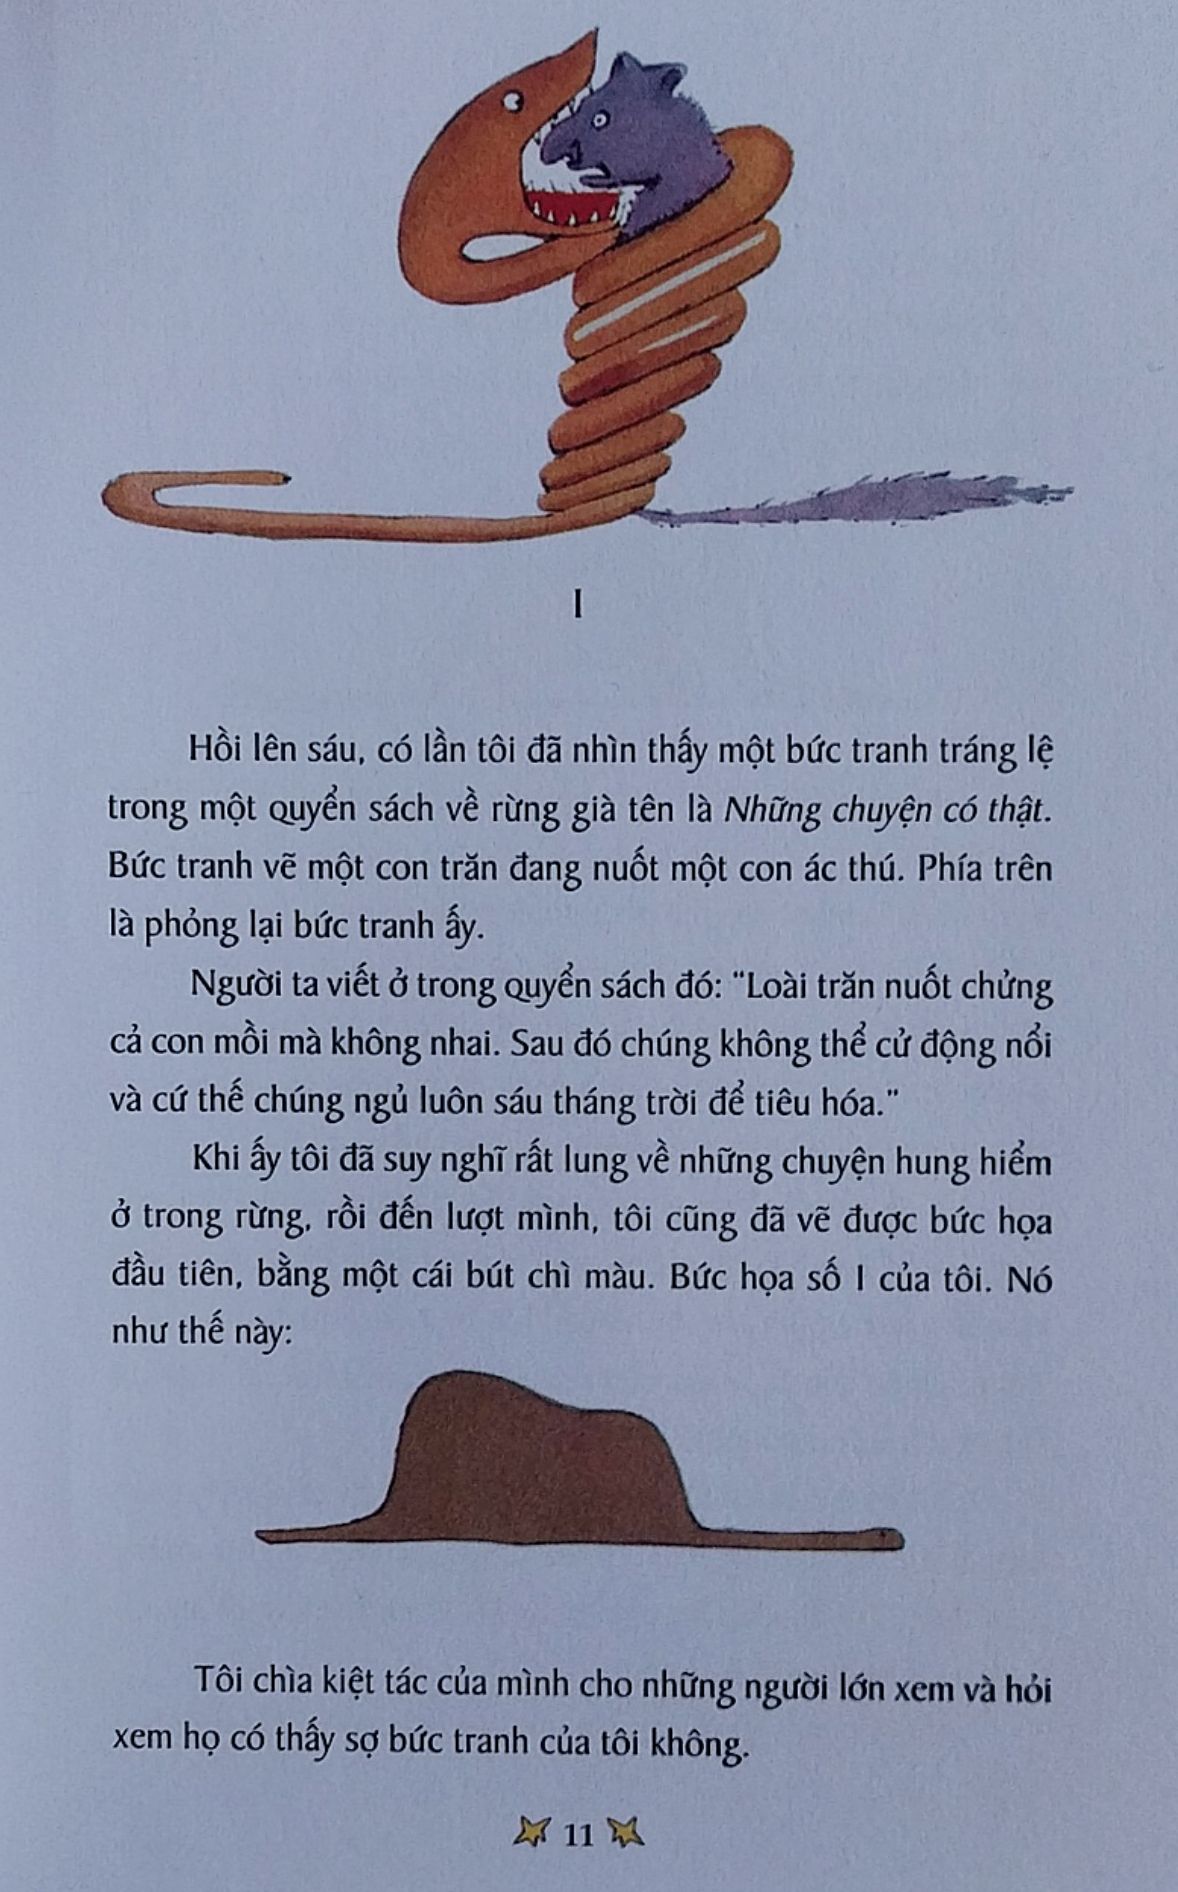 I
Hồi lên sáu, có lần tôi đã nhìn thấy một bức tranh tráng lệ
trong một quyển sách về rừng già tên là Những chuyện có thật.
Bức tranh vẽ một con trăn đang nuốt một con ác thú. Phía trên
là phỏng lại bức tranh ấy.
Người ta viết ở trong quyển sách đó: "Loài trăn nuốt chửng
cả con mồi mà không nhai. Sau đó chúng không thể cử động nổi
và cứ thế chúng ngủ luôn sáu tháng trời để tiêu hóa."
Khi ấy tôi đã suy nghĩ rất lung về những chuyện hung hiểm
ở trong rừng, rồi đến lượt mình, tôi cũng đã vẽ được bức họa
đầu tiên, bằng một cái bút chì màu. Bức họa số I của tôi. Nó
như thế này:
Tôi chìa kiệt tác của mình cho những người lớn xem và hỏi
xem họ có thấy sợ bức tranh của tôi không.
11